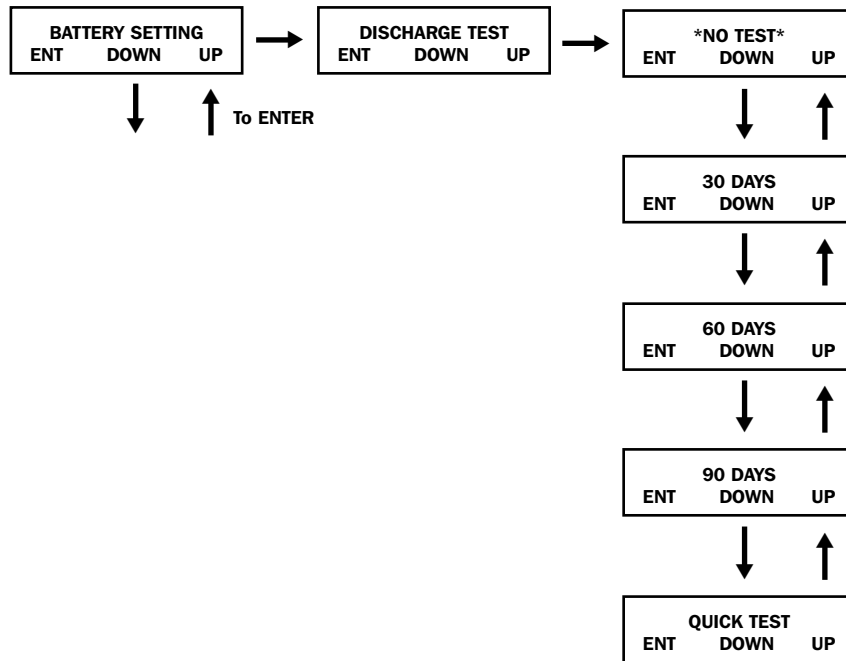 BATTERY SETTING
ENT DOWN UP
To ENTER
DISCHARGE TEST
ENT DOWN UP
*NO TEST*
ENT DOWN UP
30 DAYS
ENT DOWN UP
60 DAYS
ENT DOWN UP
90 DAYS
ENT DOWN UP
QUICK TEST
ENT DOWN UP